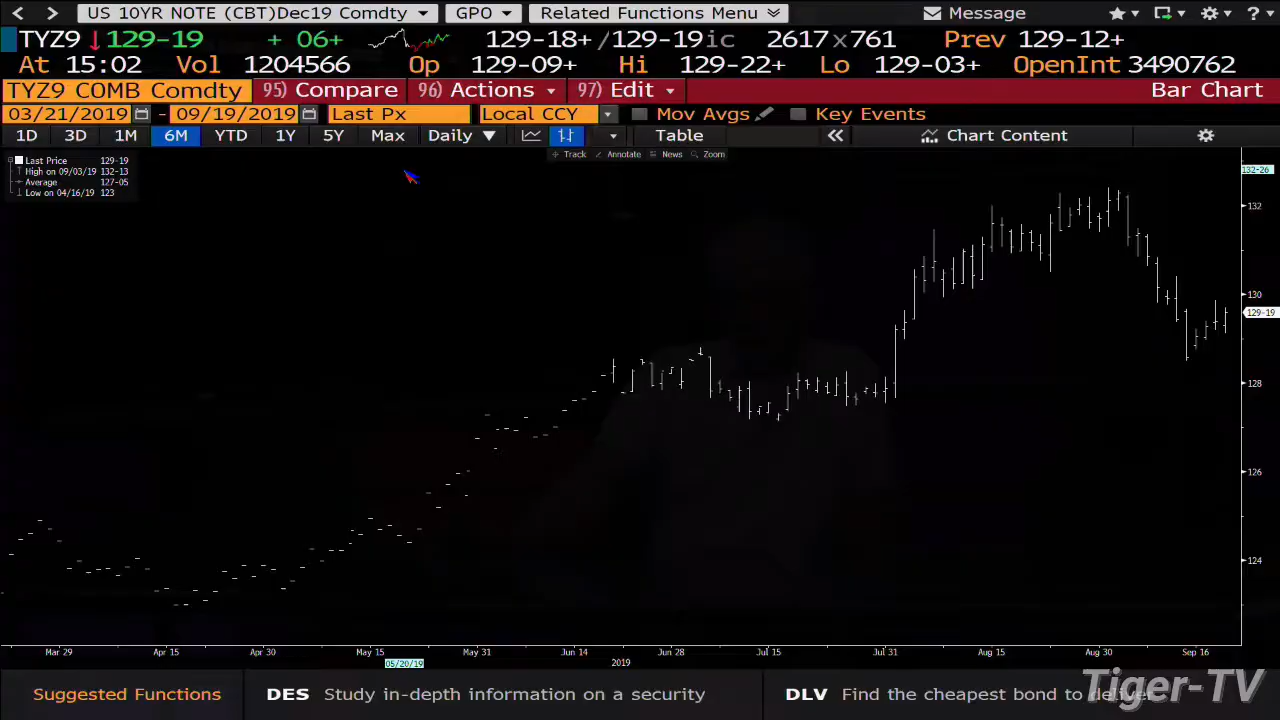 US 10YR NOTE (CBT)Dec19 Comdty GPO Related Functions Menu Message ?
TYZ9 129-19 + 06+ 129-18+/129-19ic 2617x761 Prev 129-12+
At 15:02 Vol 1204566 Op 129-09+ Hi 129-22+ Lo 129-03+ OpenInt 3490762
TYZ9 COMB Comdty 95) Compare 96) Actions 97) Edit Bar Chart
03/21/2019 - 09/19/2019 Last Px Local CCY Mov Avgs Key Events
1D 3D 1M 6M YTD 1Y 5Y Max Daily Table Chart Content
Track Annotate News Zoom
Last Price 129-19
High on 09/03/19 132-13
Average 127-05
Low on 04/16/19 123
132-26
132
130
129-19
128
126
124
Mar 29 Apr 15 Apr 30 May 15 May 31 Jun 14 Jun 28 Jul 15 Jul 31 Aug 15 Aug 30 Sep 16
05/20/19 2019
Suggested Functions DES Study in-depth information on a security DLV Find the cheapest bond to deliver
Tiger-TV